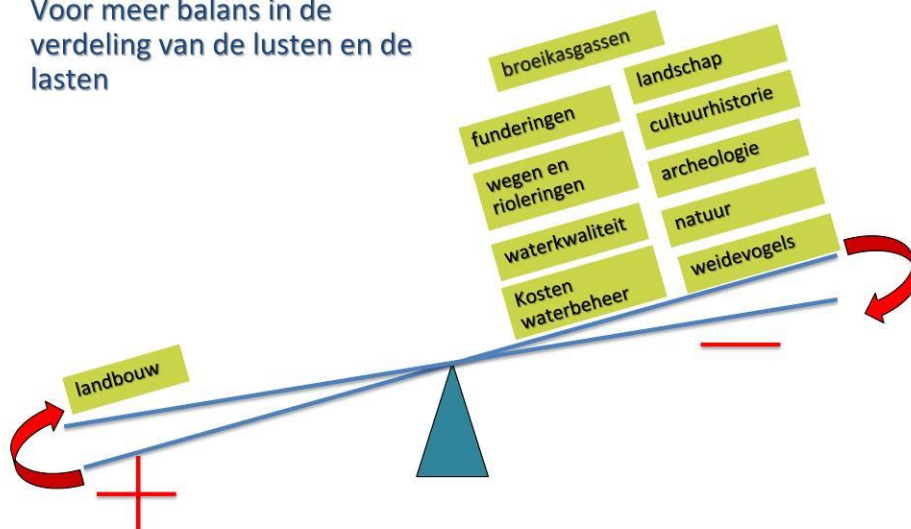 Voor meer balans in de
verdeling van de lusten en de
lasten
broeikasgassen
landschap
funderingen
cultuurhistorie
wegen en
rioleringen
archeologie
waterkwaliteit
natuur
Kosten
waterbeheer
weidevogels
landbouw